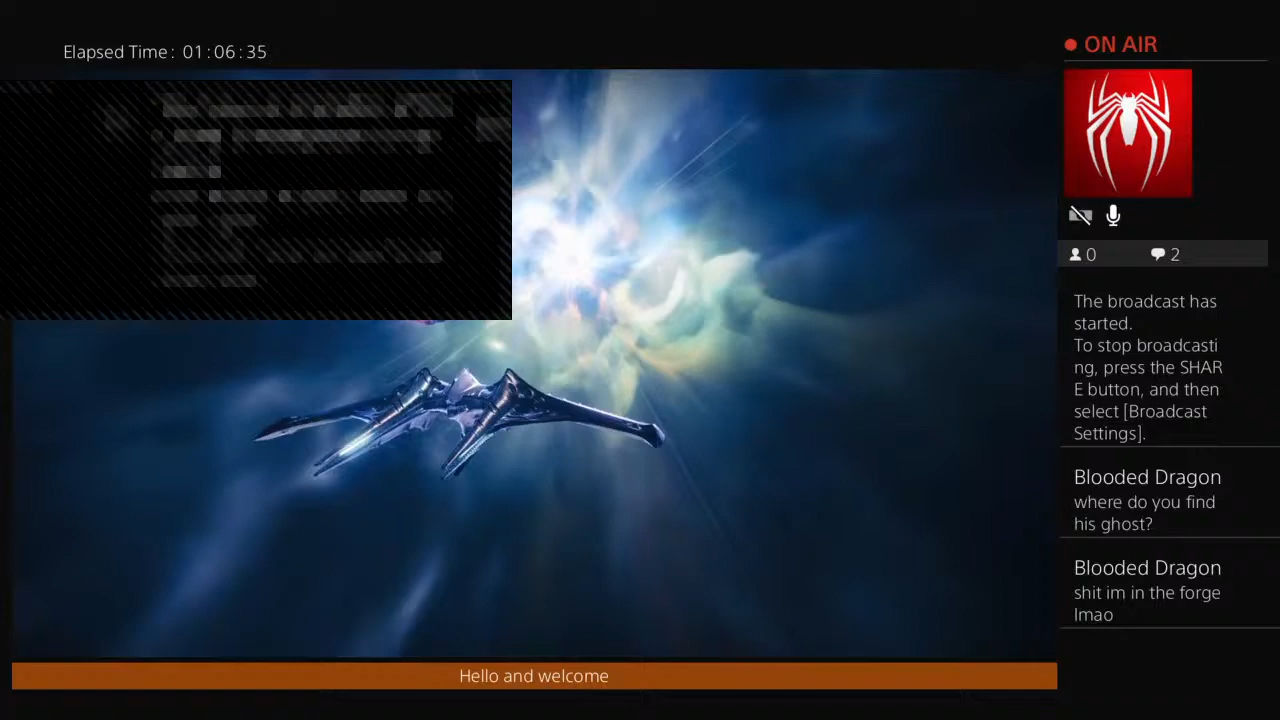 Elapsed Time: 01:06:35
ON AIR
0
2
The broadcast has
started.
To stop broadcasti
ng, press the SHAR
E button, and then
select [Broadcast
Settings].
Blooded Dragon
where do you find
his ghost?
Blooded Dragon
shit im in the forge
lmao
Hello and welcome